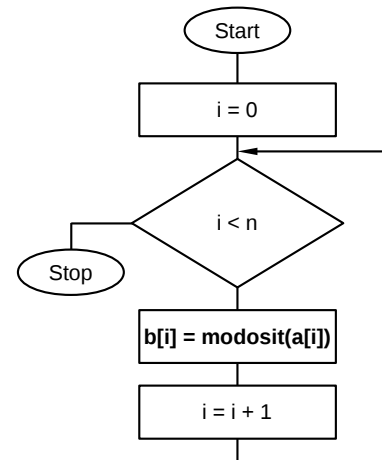 Start
i = 0
i < n
Stop
b[i] = modosit(a[i])
i = i + 1